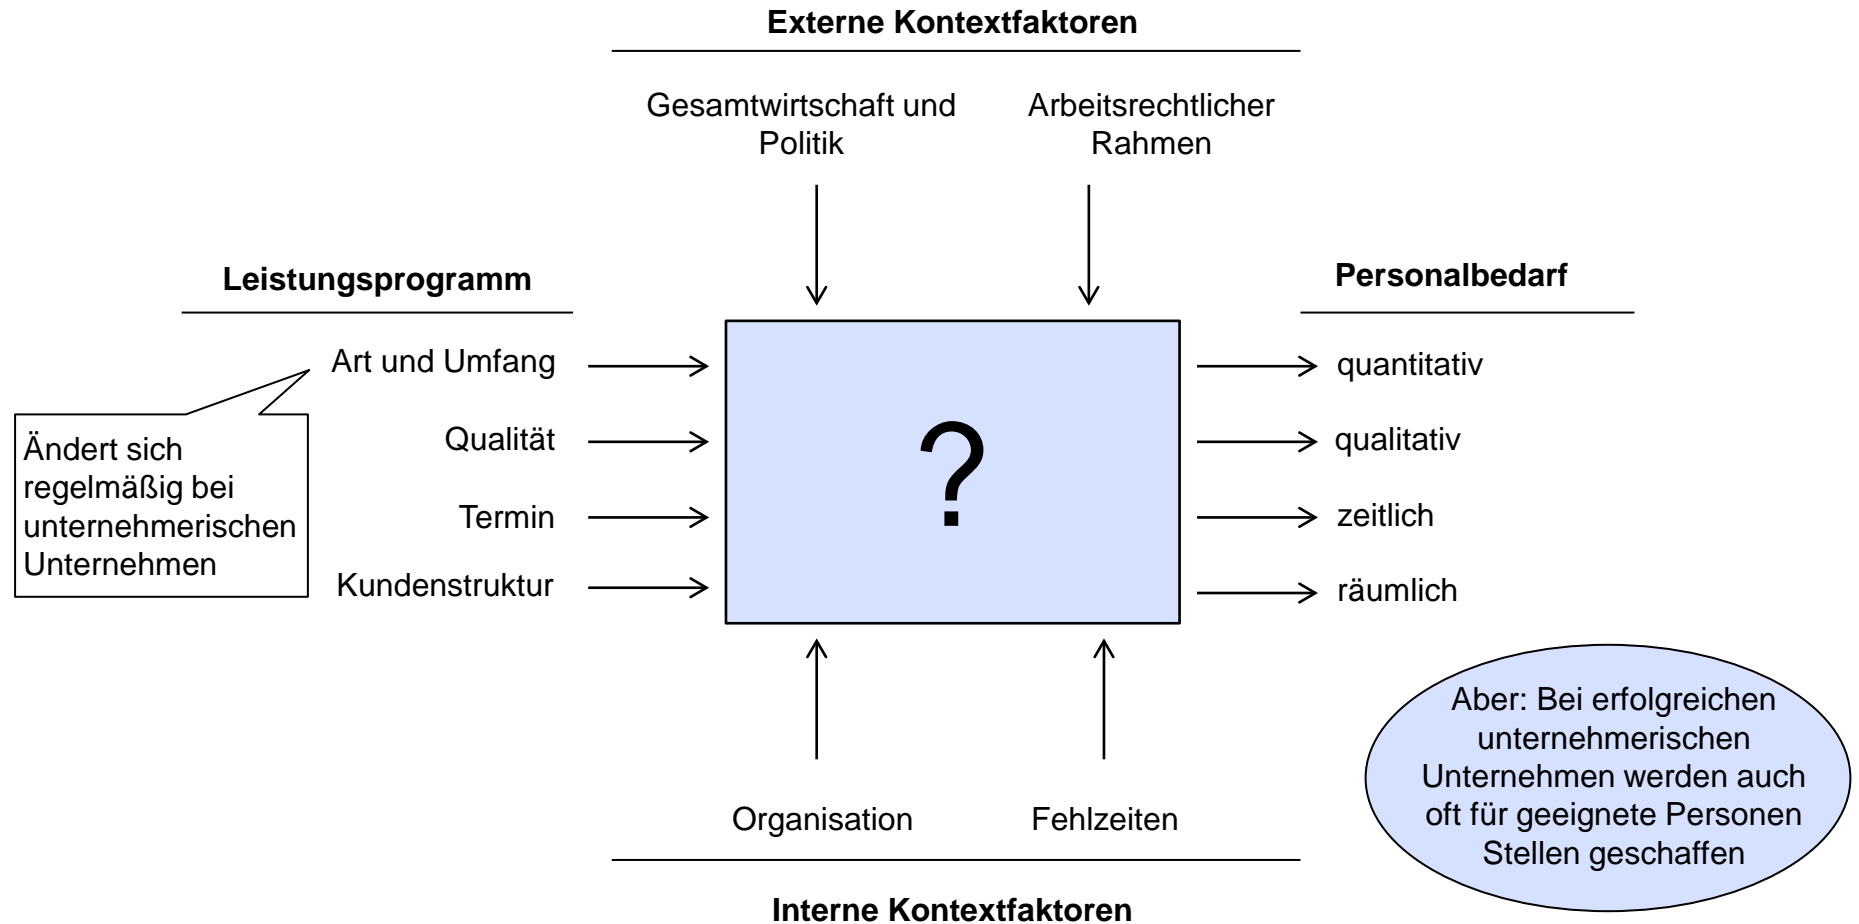 Externe Kontextfaktoren
Gesamtwirtschaft und
Politik
Arbeitsrechtlicher
Rahmen
Leistungsprogramm
Art und Umfang
Qualität
Termin
Kundenstruktur
Ändert sich
regelmäßig bei
unternehmerischen
Unternehmen
?
Personalbedarf
quantitativ
qualitativ
zeitlich
räumlich
Aber: Bei erfolgreichen
unternehmerischen
Unternehmen werden auch
oft für geeignete Personen
Stellen geschaffen
Organisation
Fehlzeiten
Interne Kontextfaktoren